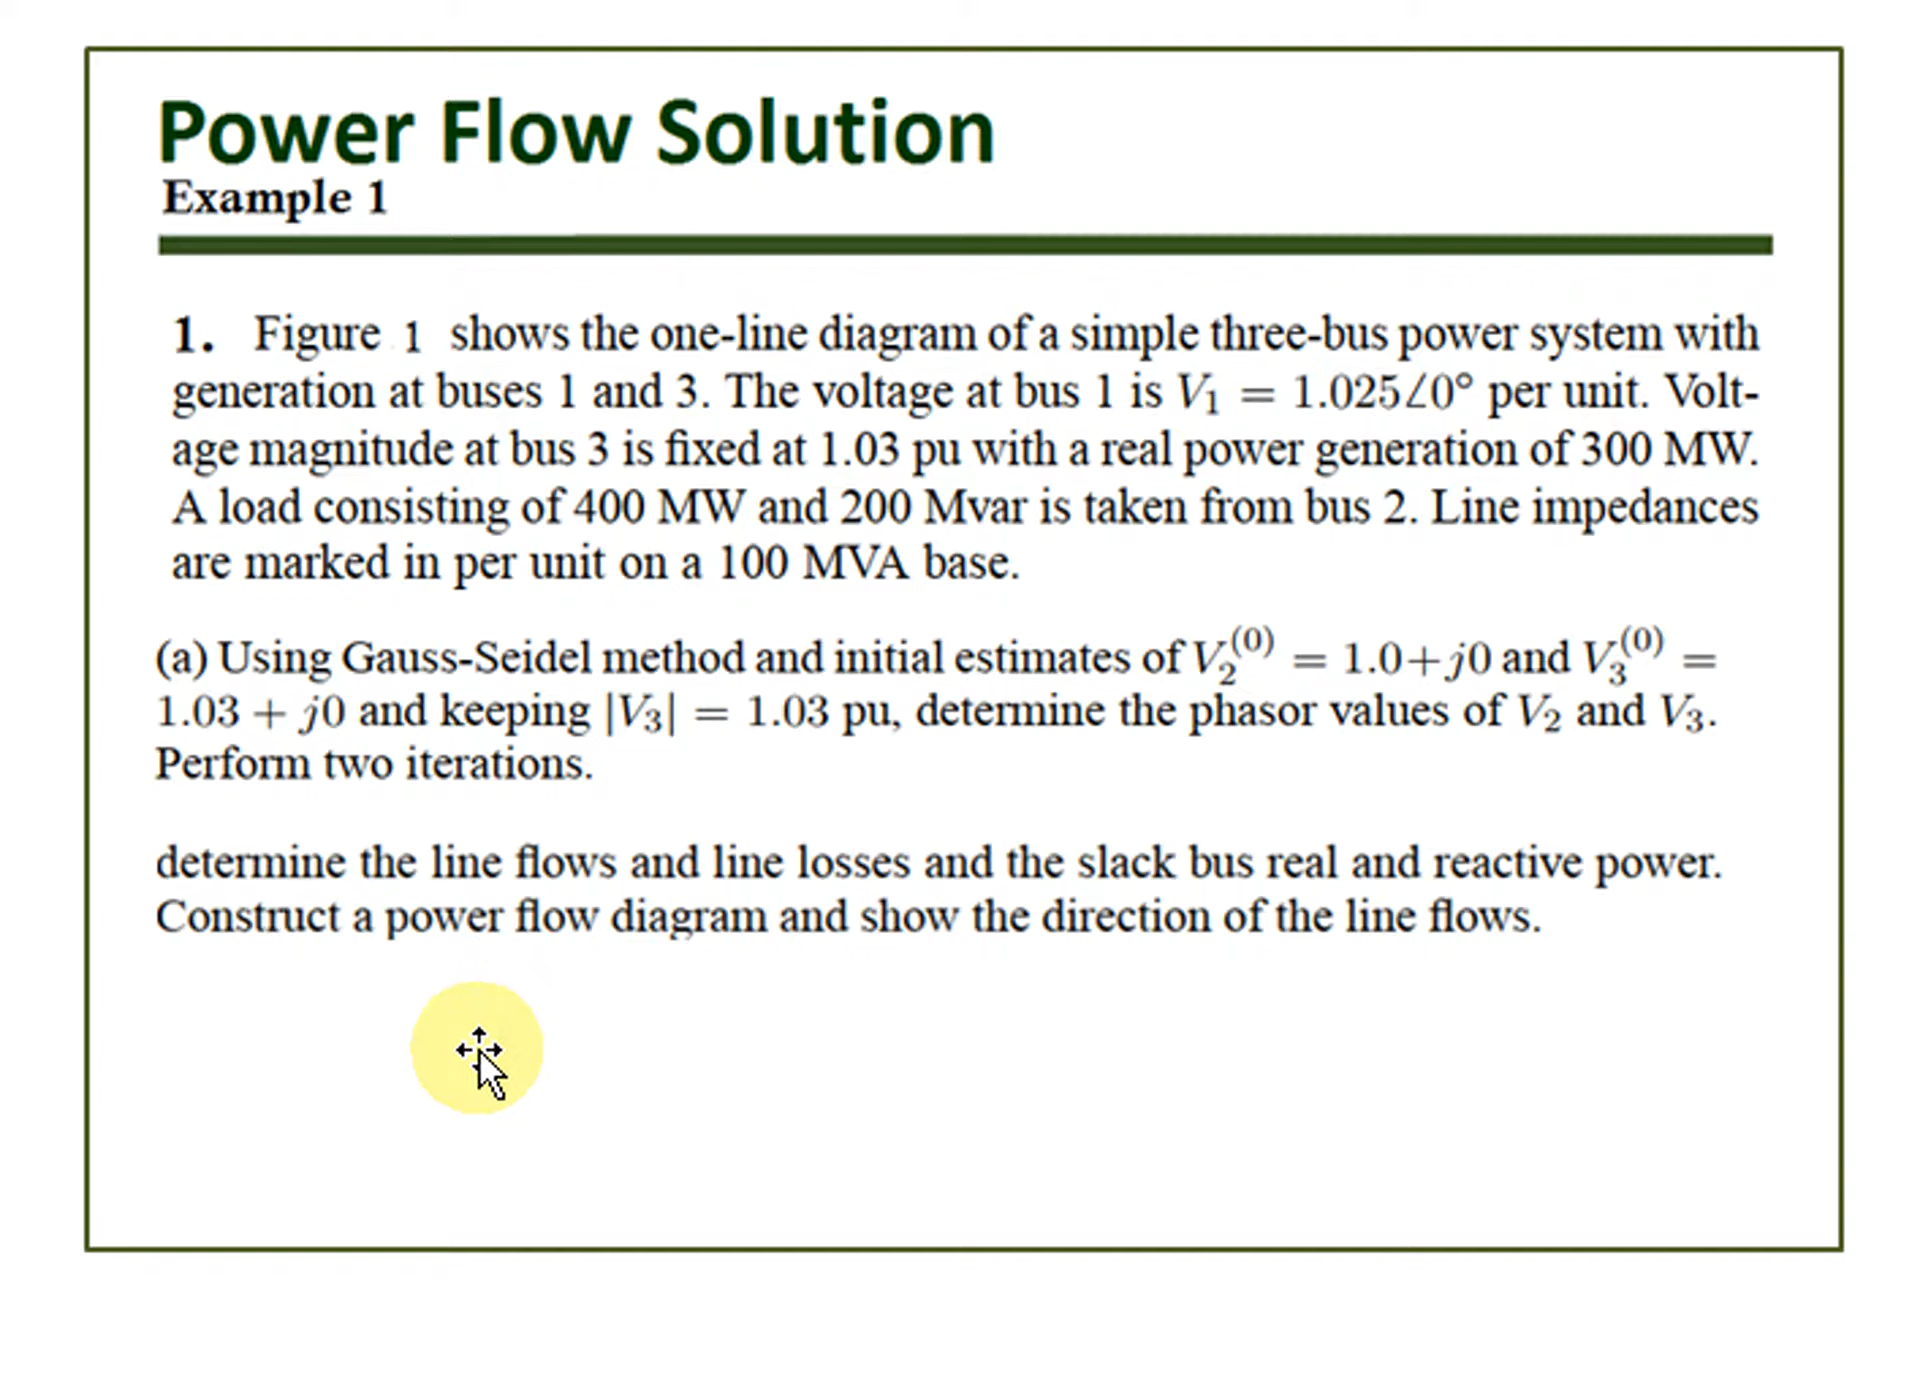 Power Flow Solution
Example 1
1. Figure 1 shows the one-line diagram of a simple three-bus power system with
generation at buses 1 and 3. The voltage at bus 1 is V₁ = 1.025∠0° per unit. Volt-
age magnitude at bus 3 is fixed at 1.03 pu with a real power generation of 300 MW.
A load consisting of 400 MW and 200 Mvar is taken from bus 2. Line impedances
are marked in per unit on a 100 MVA base.
(a) Using Gauss-Seidel method and initial estimates of V₂⁽⁰⁾ = 1.0+j0 and V₃⁽⁰⁾ =
1.03 + j0 and keeping |V₃| = 1.03 pu, determine the phasor values of V₂ and V₃.
Perform two iterations.
determine the line flows and line losses and the slack bus real and reactive power.
Construct a power flow diagram and show the direction of the line flows.